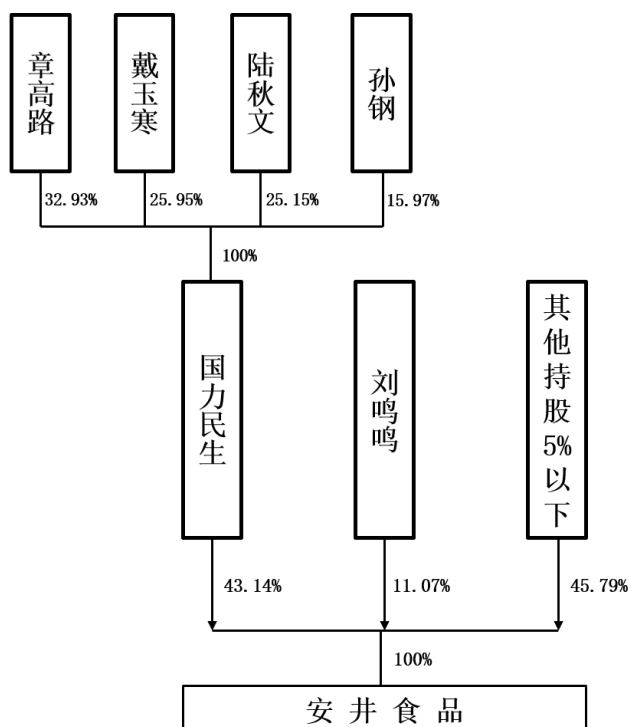 章高路
戴玉寒
陆秋文
孙钢
32.93%
25.95%
25.15%
15.97%
100%
国力民生
刘鸣鸣
其他持股5%以下
43.14%
11.07%
45.79%
100%
安井食品